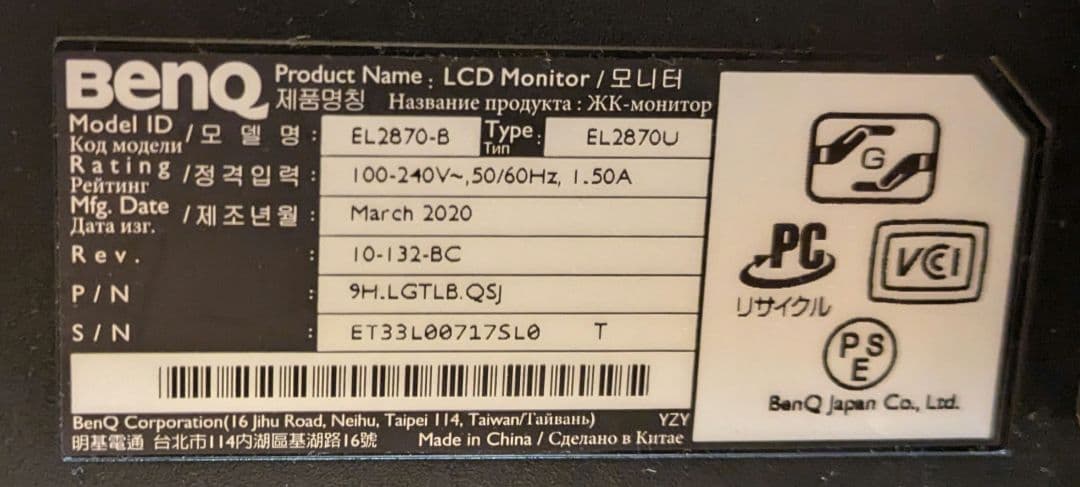 BenQ
Product Name : LCD Monitor / 모니터
제품명칭 Название продукта : ЖК-монитор
Model ID / 모 델 명 : EL2870-B Type : EL2870U
Код модели Тип
Rating / 정격입력 : 100-240V~,50/60Hz, 1.50A
Рейтинг
Mfg. Date / 제조년월 : March 2020
Дата изг.
Rev. : 10-132-BC
P/N : 9H.LGTLB.QSJ
S/N : ET33L00717SL0 T
BenQ Corporation(16 Jihu Road, Neihu, Taipei 114, Taiwan/Тайвань) YZY
明基電通 台北市114內湖區基湖路16號 Made in China / Сделано в Китае
G
PC
リサイクル
VCCI
PSE
BenQ Japan Co., Ltd.